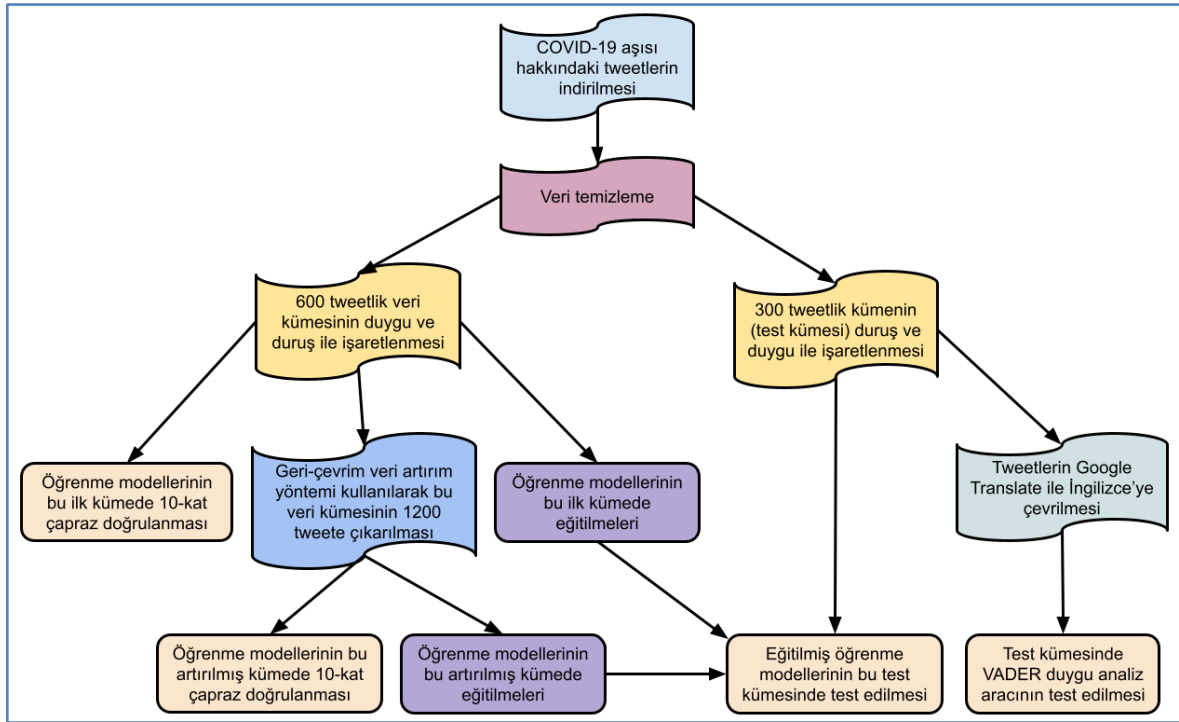 COVID-19 aşısı
hakkındaki tweetlerin
indirilmesi
Veri temizleme
600 tweetlik veri
kümesinin duygu ve
duruş ile işaretlenmesi
300 tweetlik kümenin
(test kümesi) duruş ve
duygu ile işaretlenmesi
Öğrenme modellerinin
bu ilk kümede 10-kat
çapraz doğrulanması
Geri-çevrim veri artırım
yöntemi kullanılarak bu
veri kümesinin 1200
tweete çıkarılması
Öğrenme modellerinin
bu ilk kümede
eğitilmeleri
Tweetlerin Google
Translate ile İngilizce’ye
çevrilmesi
Öğrenme modellerinin bu
artırılmış kümede 10-kat
çapraz doğrulanması
Öğrenme modellerinin
bu artırılmış kümede
eğitilmeleri
Eğitilmiş öğrenme
modellerinin bu test
kümesinde test edilmesi
Test kümesinde
VADER duygu analiz
aracının test edilmesi